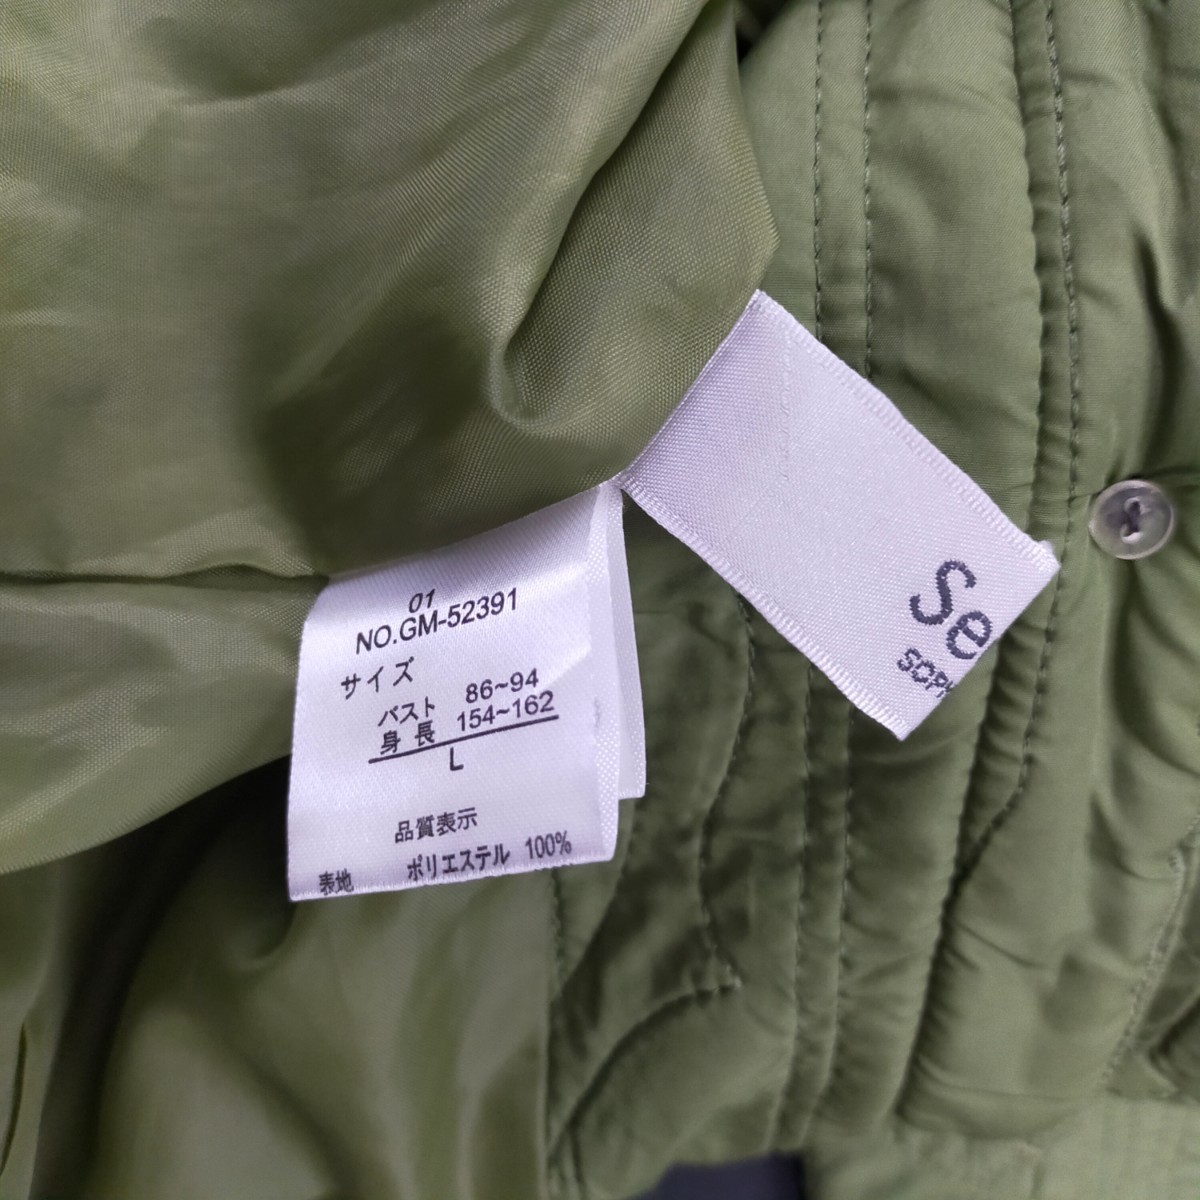 01
NO.GM-52391
サイズ
バスト 86~94
身長 154~162
L
品質表示
表地 ポリエステル 100%
Se
SOPH